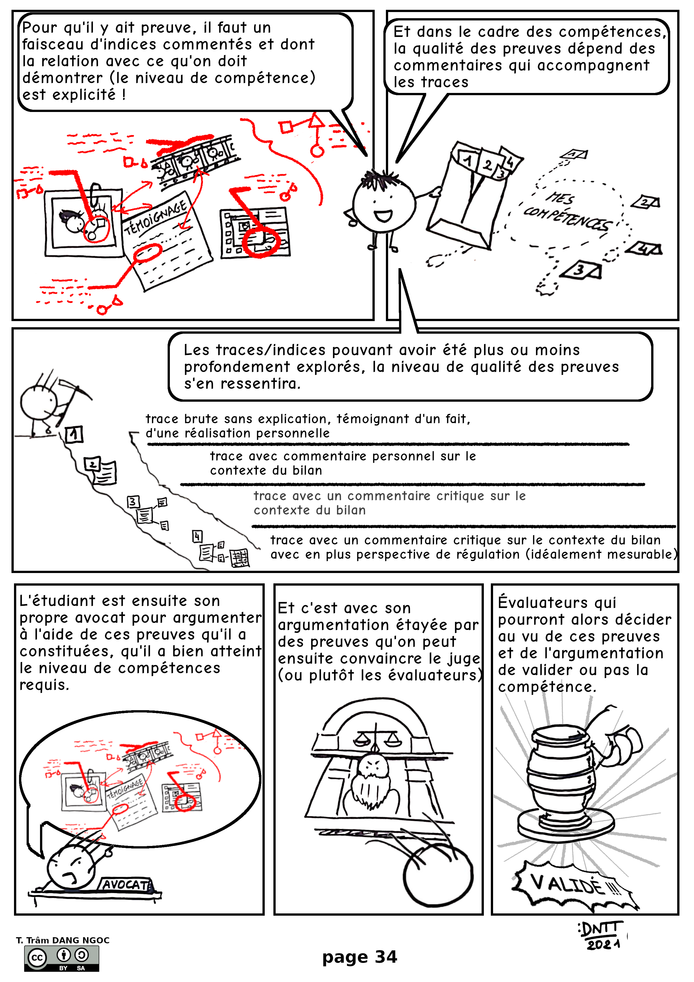 Pour qu'il y ait preuve, il faut un
faisceau d'indices commentés et dont
la relation avec ce qu'on doit
démontrer (le niveau de compétence)
est explicité !
Et dans le cadre des compétences,
la qualité des preuves dépend des
commentaires qui accompagnent
les traces
TÉMOIGNAGE
1
2
3
4
MES
COMPÉTENCES
1
2
4
3
Les traces/indices pouvant avoir été plus ou moins
profondement explorés, la niveau de qualité des preuves
s'en ressentira.
1
trace brute sans explication, témoignant d'un fait,
d'une réalisation personnelle
2
trace avec commentaire personnel sur le
contexte du bilan
3
trace avec un commentaire critique sur le
contexte du bilan
4
trace avec un commentaire critique sur le contexte du bilan
avec en plus perspective de régulation (idéalement mesurable)
L'étudiant est ensuite son
propre avocat pour argumenter
à l'aide de ces preuves qu'il a
constituées, qu'il a bien atteint
le niveau de compétences
requis.
TÉMOIGNAGE
AVOCAT
Et c'est avec son
argumentation étayée par
des preuves qu'on peut
ensuite convaincre le juge
(ou plutôt les évaluateurs)
Évaluateurs qui
pourront alors décider
au vu de ces preuves
et de l'argumentation
de valider ou pas la
compétence.
VALIDÉ !!!
:DNTT
2021
T. Trâm DANG NGOC
cc
BY SA
page 34